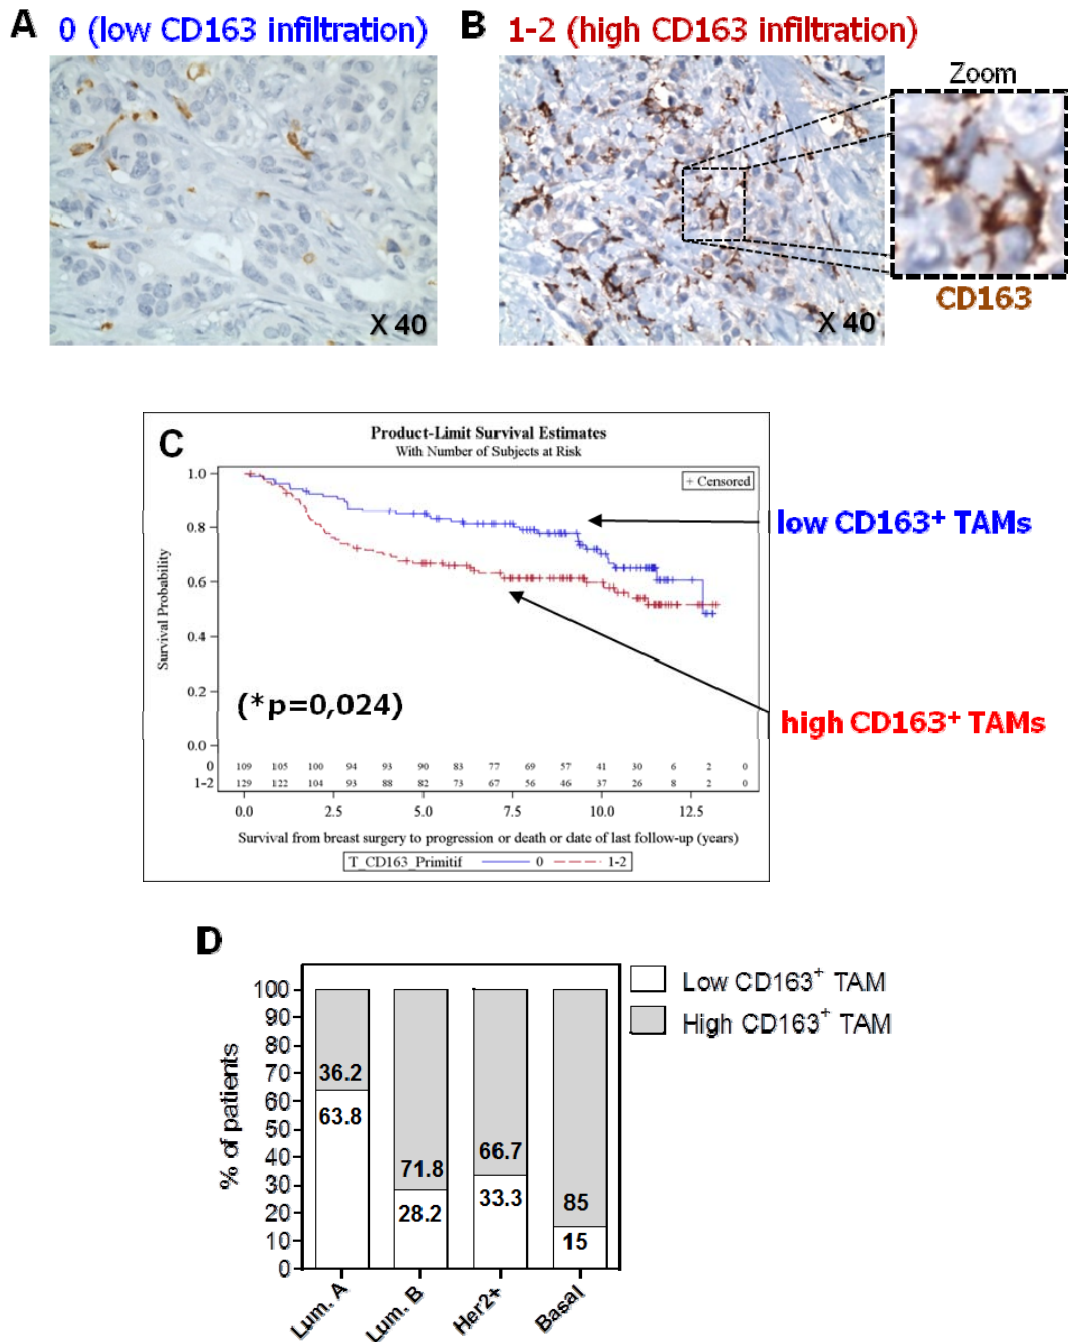 A 0 (low CD163 infiltration)
X 40
B 1-2 (high CD163 infiltration)
X 40
Zoom
CD163
C
Product-Limit Survival Estimates
With Number of Subjects at Risk
+ Censored
1.0
0.8
0.6
0.4
0.2
0.0
Survival Probability
(*p=0,024)
low CD163+ TAMs
high CD163+ TAMs
0 109 105 100 94 93 90 83 77 69 57 41 30 6 2 0
1-2 129 122 104 93 88 82 73 67 56 46 37 26 8 2 0
0.0 2.5 5.0 7.5 10.0 12.5
Survival from breast surgery to progression or death or date of last follow-up (years)
T_CD163_Primitif 0 1-2
D
Low CD163+ TAM
High CD163+ TAM
% of patients
100
90
80
70
60
50
40
30
20
10
0
36.2
63.8
71.8
28.2
66.7
33.3
85
15
Lum. A
Lum. B
Her2+
Basal